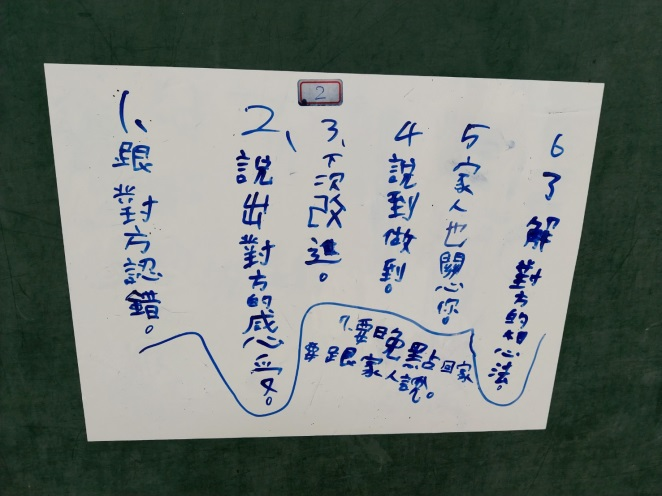 2
1、跟對方認錯。
2、說出對方的感受。
3、下次改進。
4說到做到。
5家人也關心你。
6了解對方的想法。
7、要晚點回家
要跟家人說。